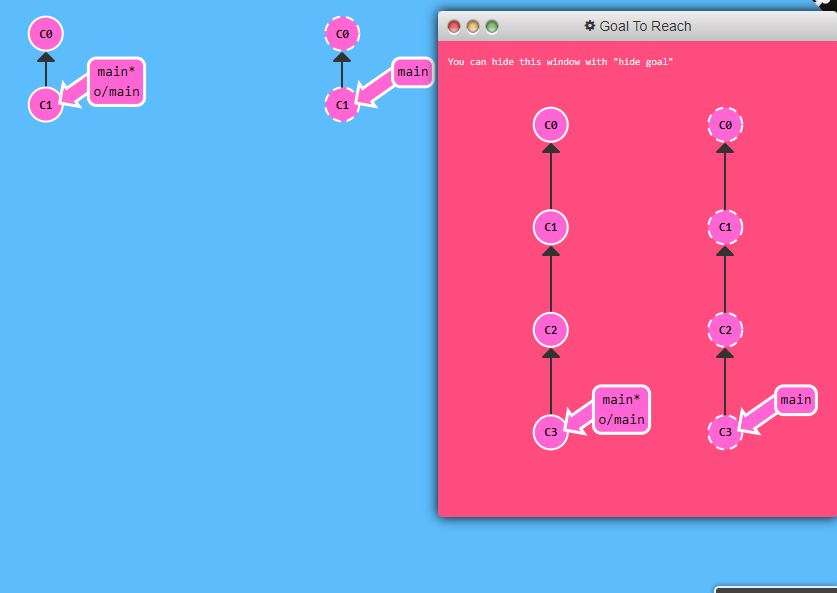 C0
C1
main*
o/main
C0
C1
main
Goal To Reach
You can hide this window with "hide goal"
C0
C1
C2
C3
main*
o/main
C0
C1
C2
C3
main